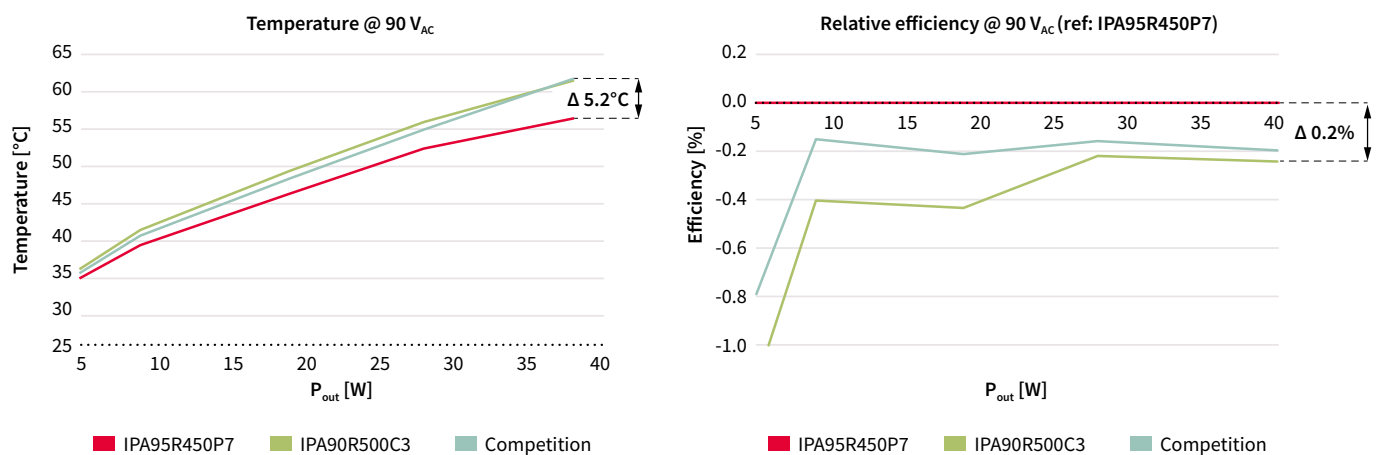 Temperature @ 90 VAC
Temperature [°C]
65
60
55
50
45
40
35
30
25
5 10 15 20 25 30 35 40
Pout [W]
Δ 5.2°C
IPA95R450P7 IPA90R500C3 Competition
Relative efficiency @ 90 VAC (ref: IPA95R450P7)
Efficiency [%]
0.2
0.0
-0.2
-0.4
-0.6
-0.8
-1.0
5 10 15 20 25 30 35 40
Pout [W]
Δ 0.2%
IPA95R450P7 IPA90R500C3 Competition